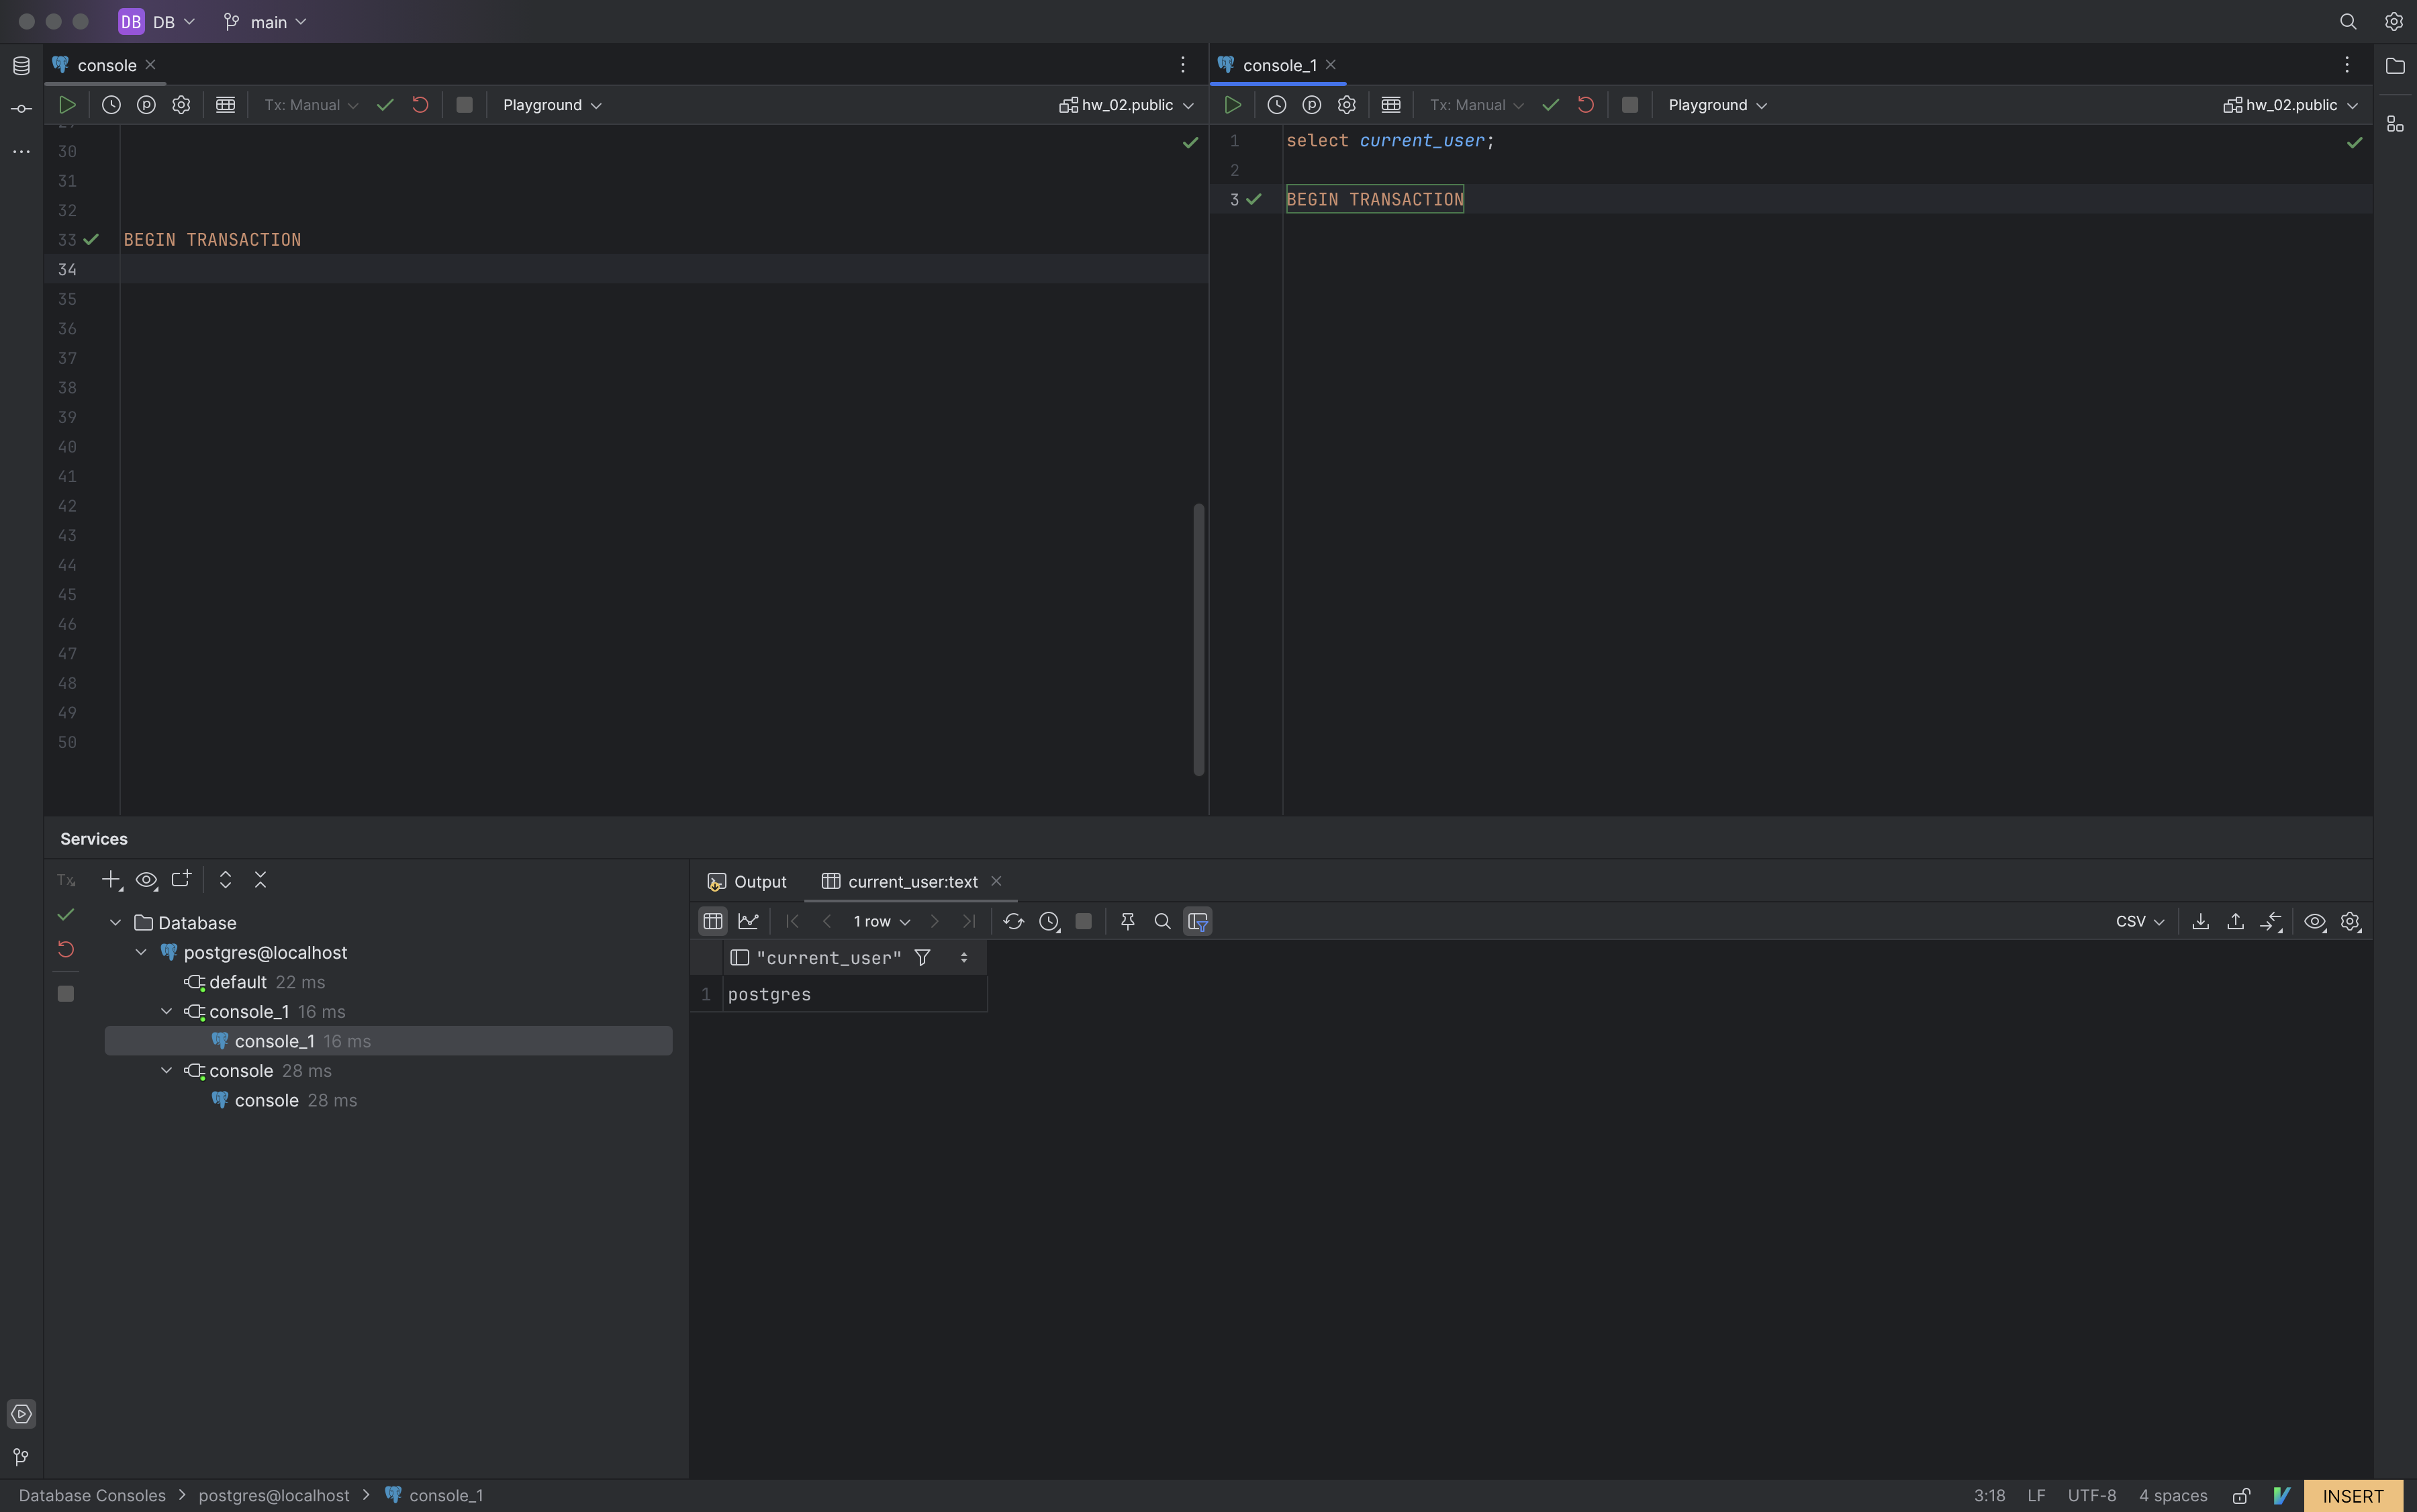 DB DB main
console
Tx: Manual Playground hw_02.public
30
31
32
33 BEGIN TRANSACTION
34
35
36
37
38
39
40
41
42
43
44
45
46
47
48
49
50
console_1
Tx: Manual Playground hw_02.public
1 select current_user;
2
3 BEGIN TRANSACTION
Services
Tx
Database
postgres@localhost
default 22 ms
console_1 16 ms
console_1 16 ms
console 28 ms
console 28 ms
Output current_user:text
1 row CSV
"current_user"
1 postgres
Database Consoles postgres@localhost console_1 3:18 LF UTF-8 4 spaces INSERT